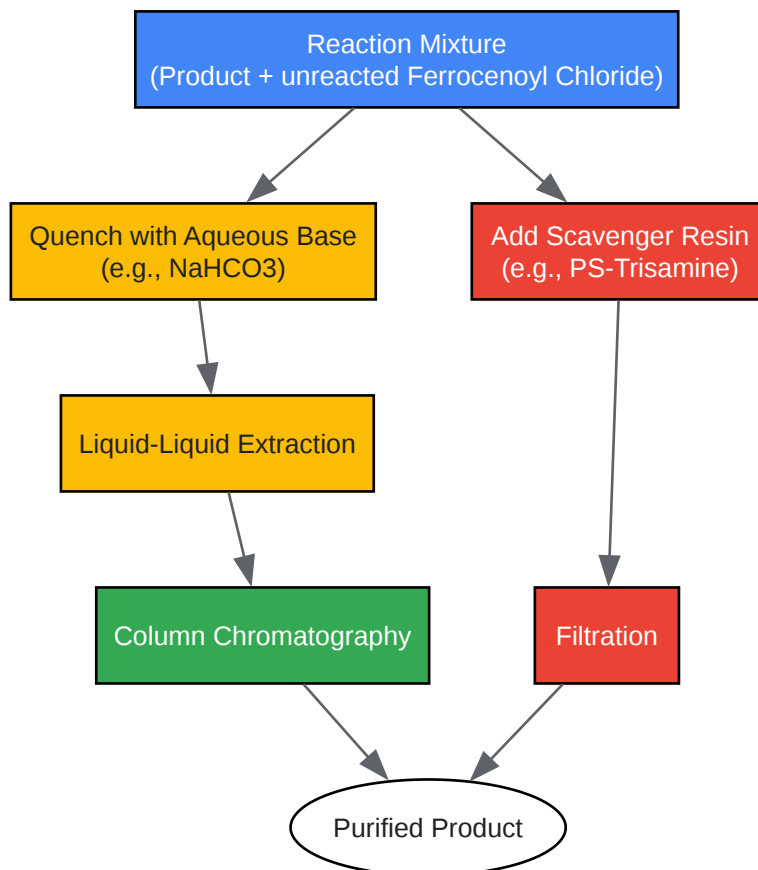 Reaction Mixture
(Product + unreacted Ferrocenoyl Chloride)
Quench with Aqueous Base
(e.g., NaHCO3)
Add Scavenger Resin
(e.g., PS-Trisamine)
Liquid-Liquid Extraction
Column Chromatography
Filtration
Purified Product